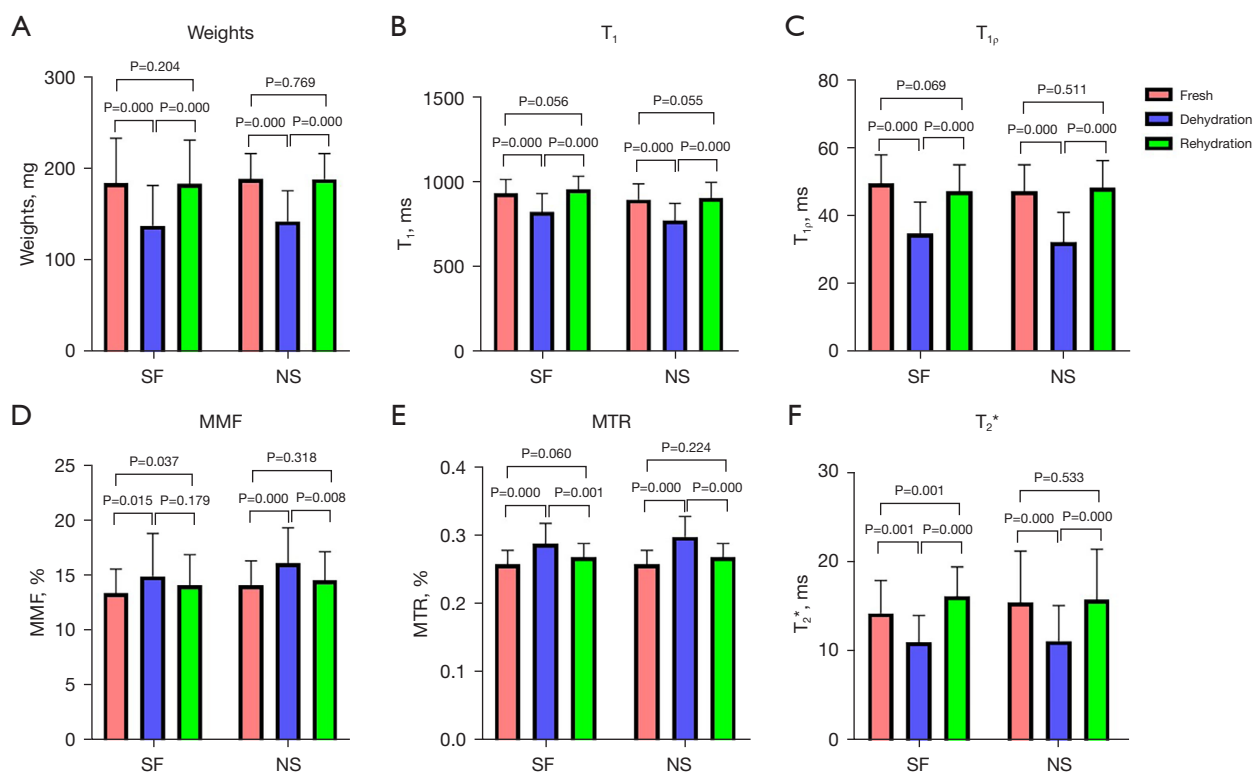 A
Weights
P=0.204
P=0.769
P=0.000 P=0.000
P=0.000 P=0.000
300
200
100
0
Weights, mg
SF
NS
B
T₁
P=0.056
P=0.055
P=0.000 P=0.000
P=0.000 P=0.000
1500
1000
500
0
T₁, ms
SF
NS
C
T₁ᵨ
P=0.069
P=0.511
P=0.000 P=0.000
P=0.000 P=0.000
80
60
40
20
0
T₁ᵨ, ms
SF
NS
Fresh
Dehydration
Rehydration
D
MMF
P=0.037
P=0.318
P=0.015 P=0.179
P=0.000 P=0.008
25
20
15
10
5
0
MMF, %
SF
NS
E
MTR
P=0.060
P=0.224
P=0.000 P=0.001
P=0.000 P=0.000
0.4
0.3
0.2
0.1
0.0
MTR, %
SF
NS
F
T₂*
P=0.001
P=0.533
P=0.001 P=0.000
P=0.000 P=0.000
30
20
10
0
T₂*, ms
SF
NS